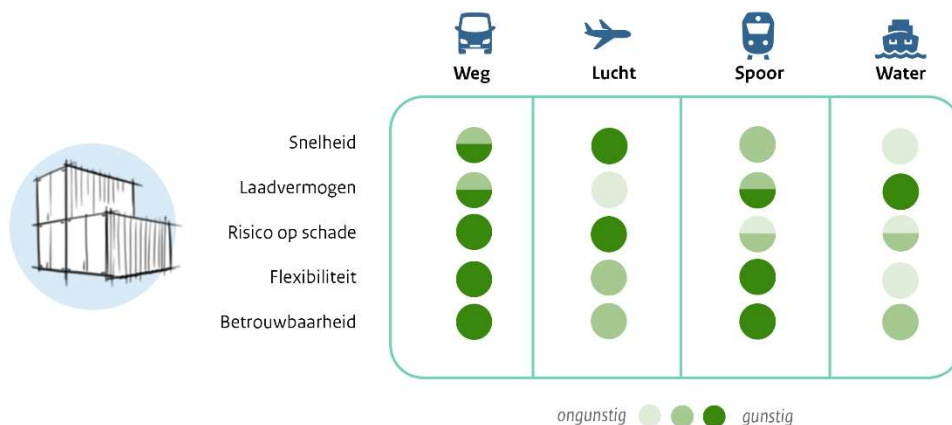 Weg Lucht Spoor Water
Snelheid
Laadvermogen
Risico op schade
Flexibiliteit
Betrouwbaarheid
ongunstig gunstig